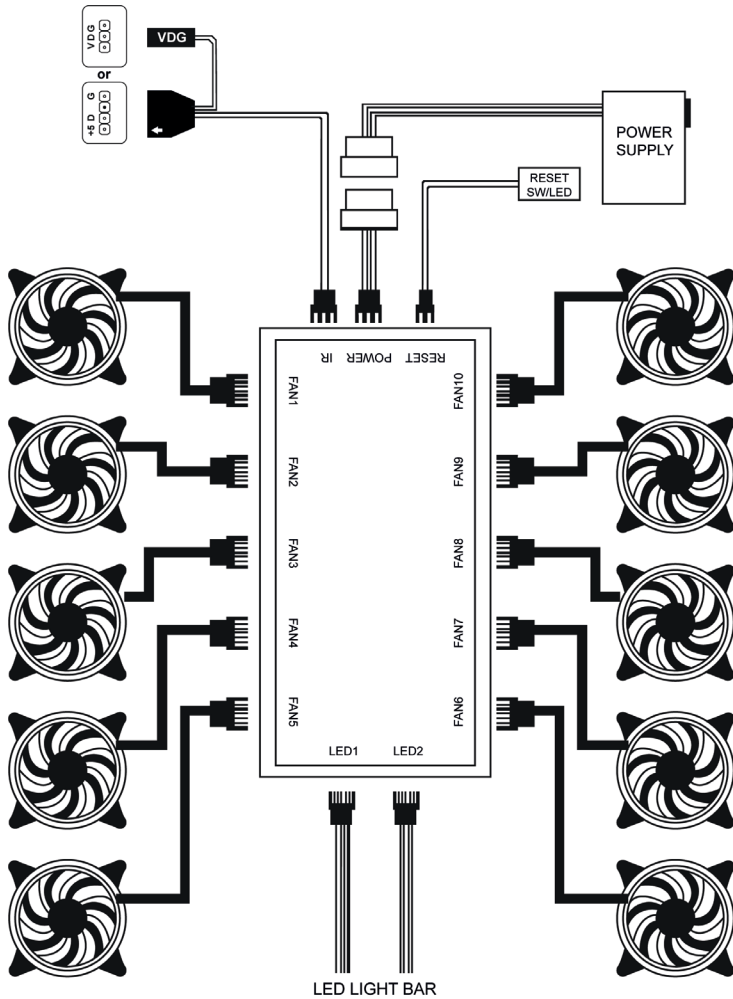 VDG
VDG
or
+5 D G
POWER
SUPPLY
RESET
SW/LED
IR
POWER
RESET
FAN1
FAN10
FAN2
FAN9
FAN3
FAN8
FAN4
FAN7
FAN5
FAN6
LED1
LED2
LED LIGHT BAR